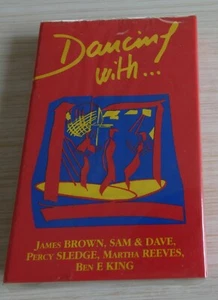 Dancing
with...
JAMES BROWN, SAM & DAVE,
PERCY SLEDGE, MARTHA REEVES,
BEN E KING